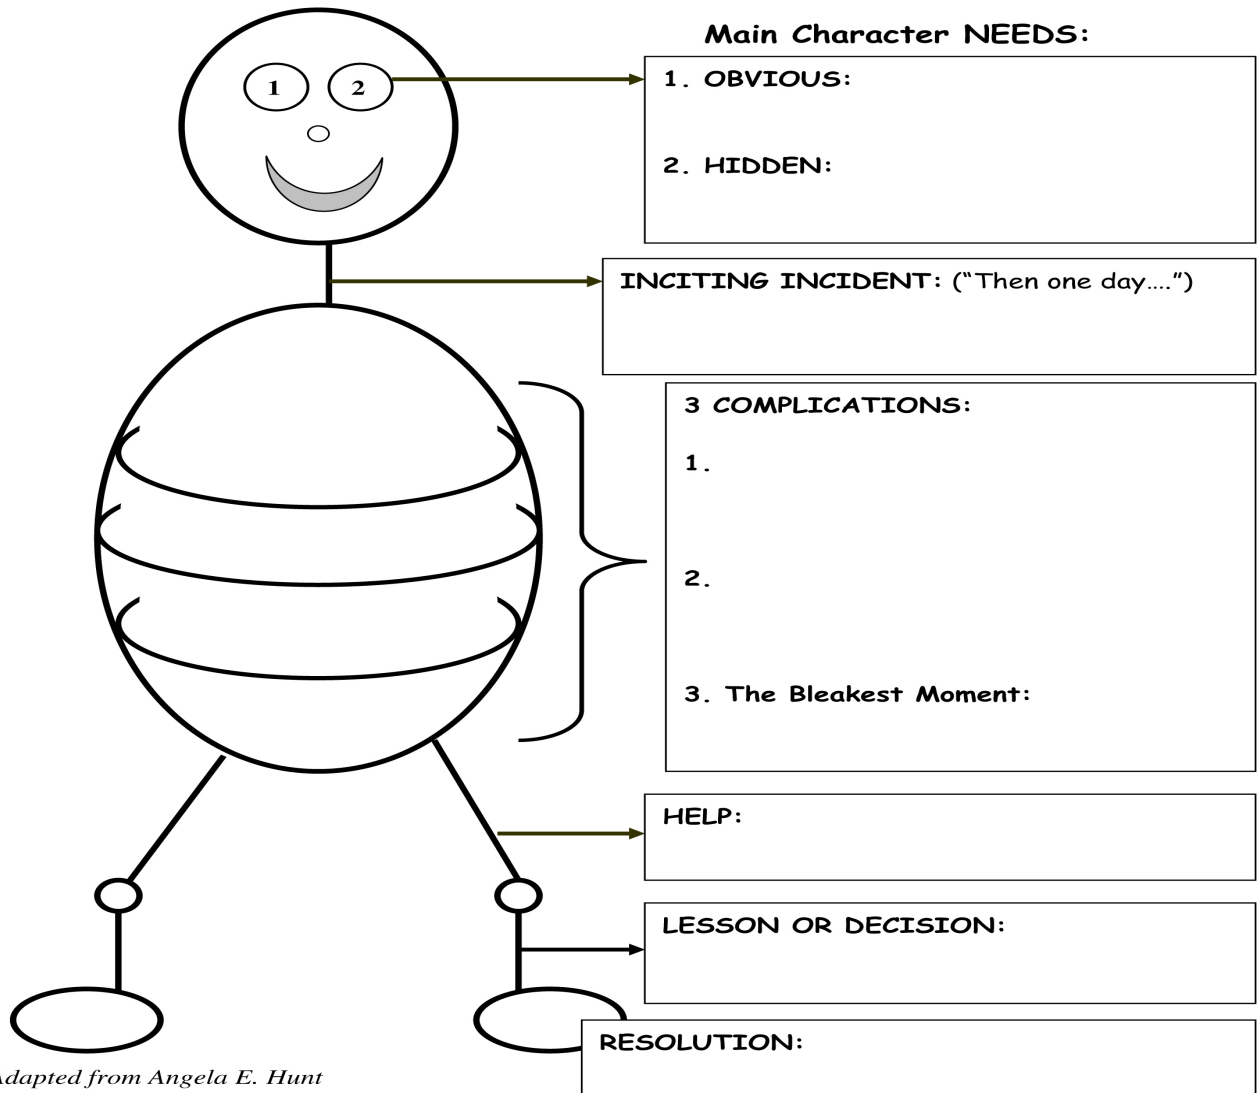 Main Character NEEDS:
1 2
1. OBVIOUS:
2. HIDDEN:
INCITING INCIDENT: (“Then one day....”)
3 COMPLICATIONS:
1.
2.
3. The Bleakest Moment:
HELP:
LESSON OR DECISION:
RESOLUTION:
Adapted from Angela E. Hunt